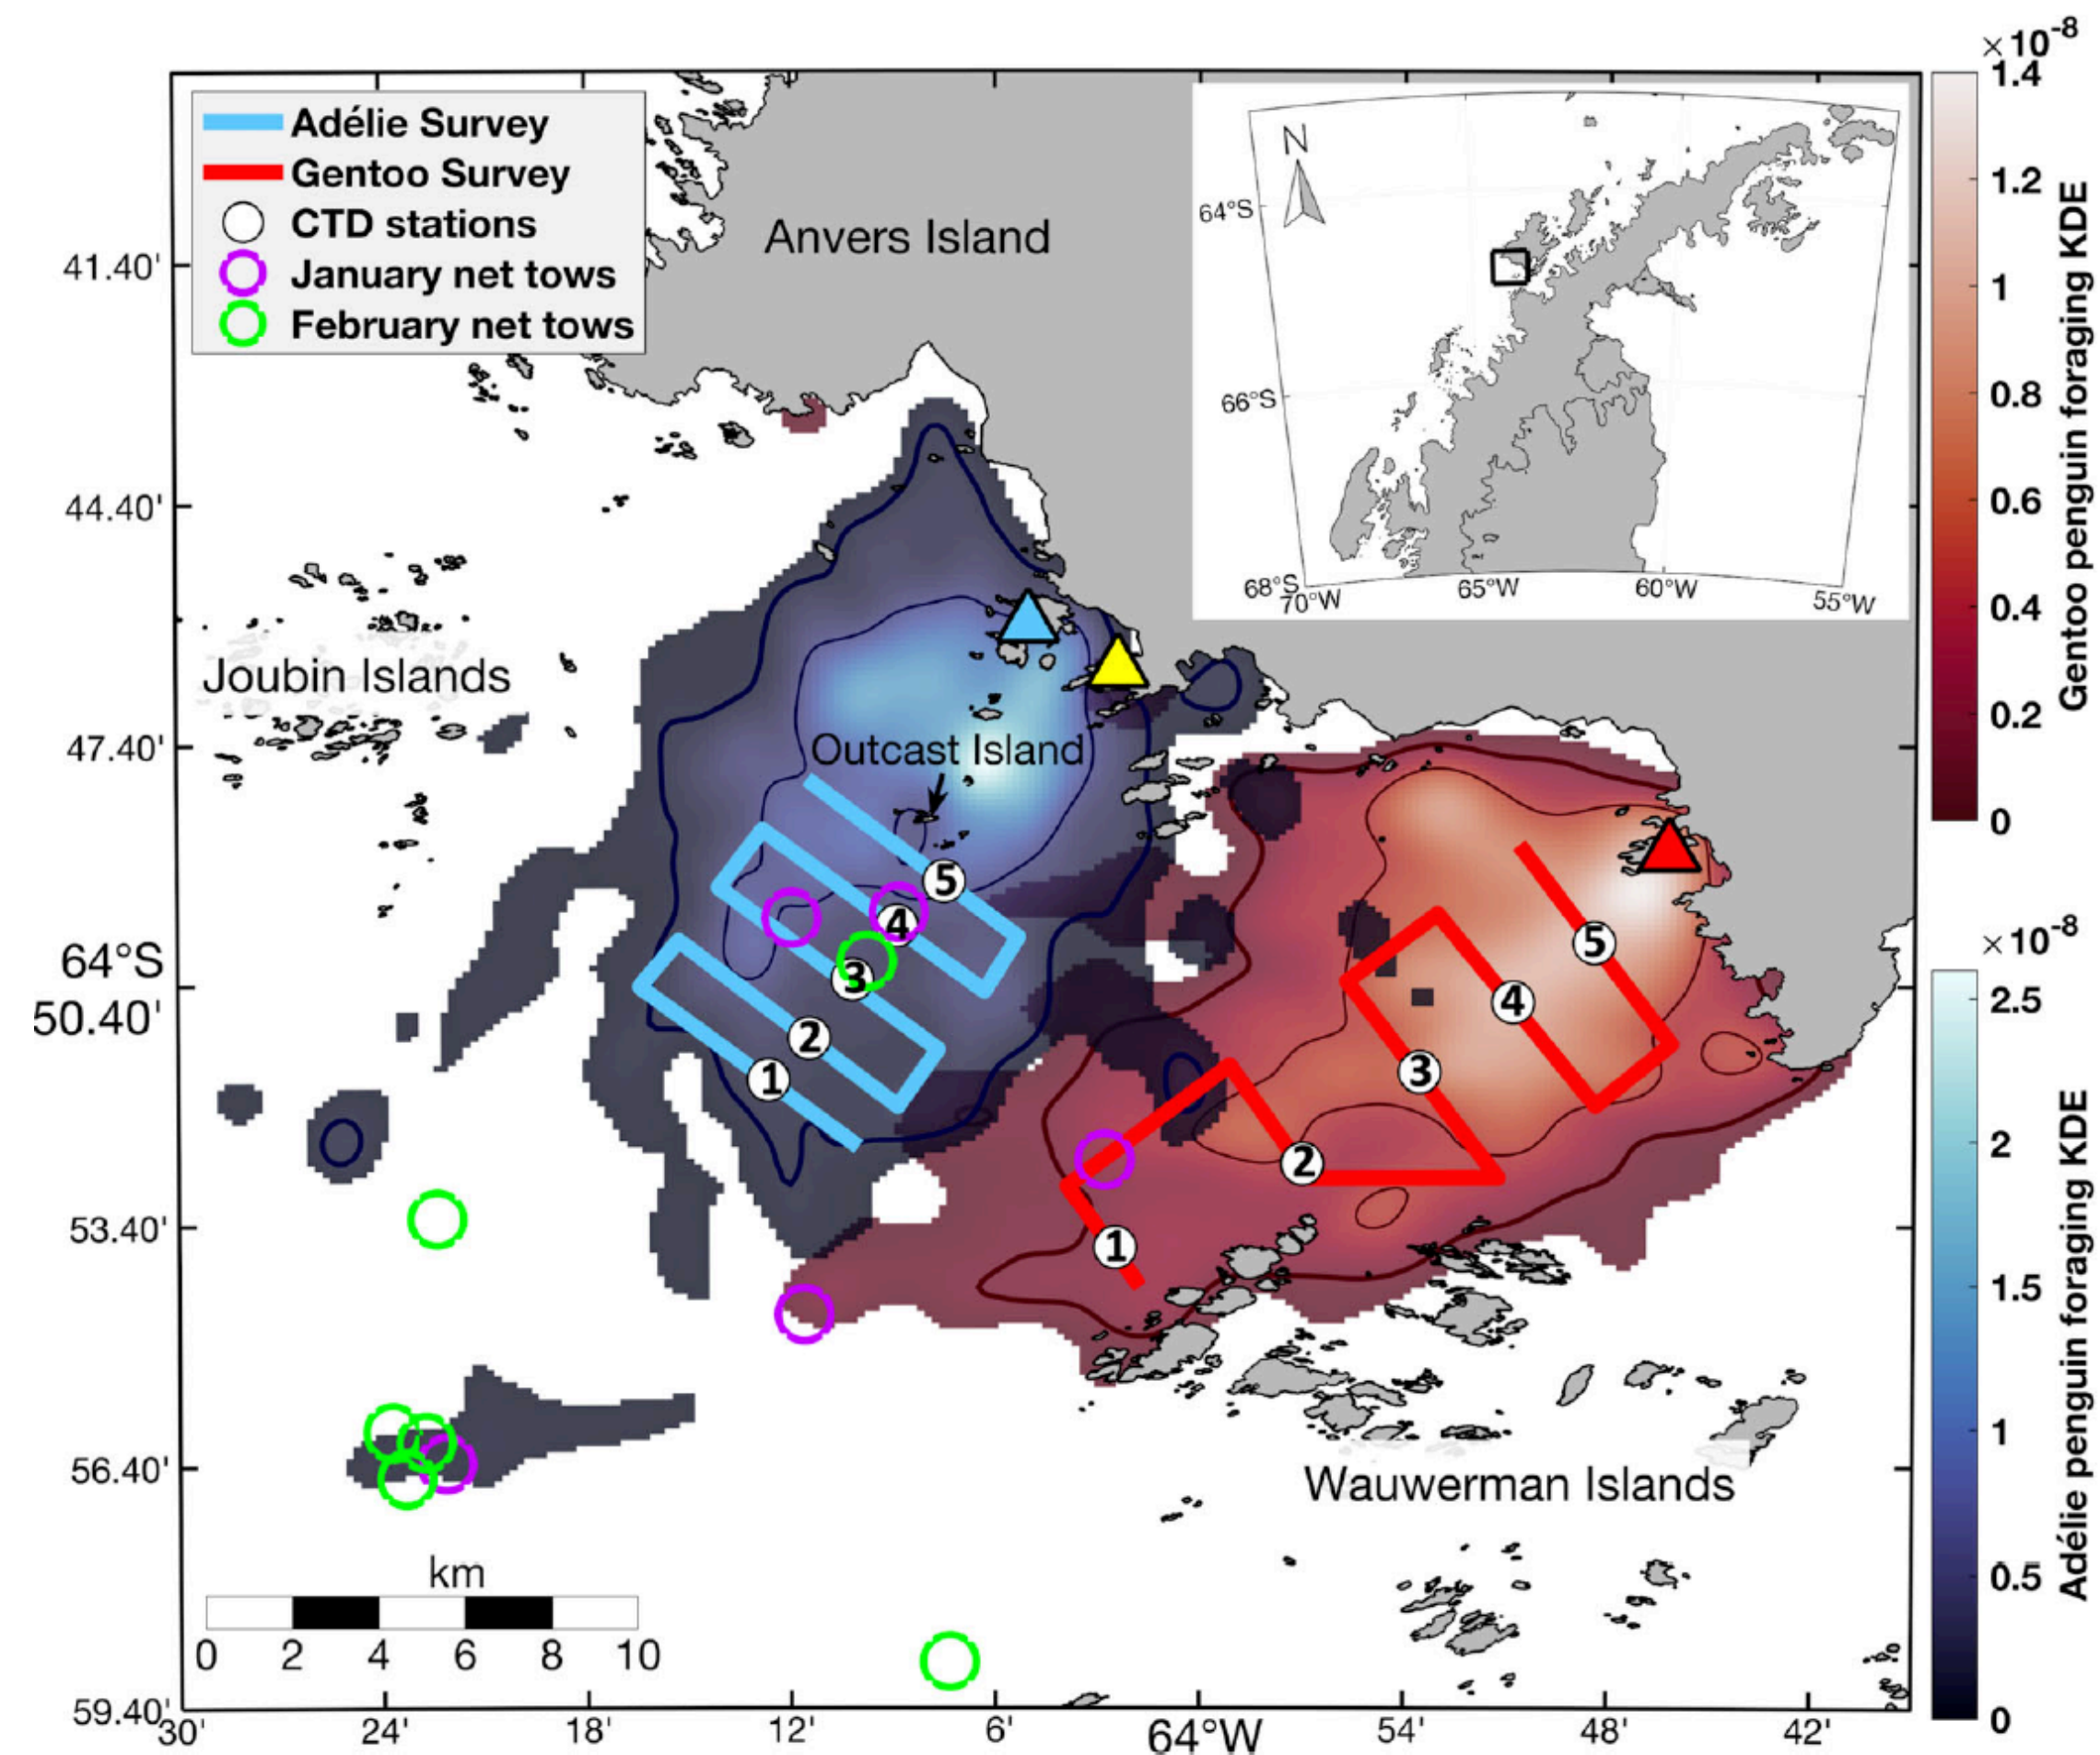 ×10⁻⁸
Adélie Survey
Gentoo Survey
CTD stations
January net tows
February net tows
Anvers Island
N
64°S
66°S
68°S
70°W
65°W
60°W
55°W
1.4
1.2
1
0.8
0.6
0.4
0.2
0
Gentoo penguin foraging KDE
41.40'
44.40'
47.40'
64°S
50.40'
53.40'
56.40'
59.40'
Joubin Islands
Outcast Island
5
4
3
2
1
5
4
3
2
1
Wauwerman Islands
×10⁻⁸
2.5
2
1.5
1
0.5
0
Adélie penguin foraging KDE
km
0 2 4 6 8 10
30' 24' 18' 12' 6' 64°W 54' 48' 42'